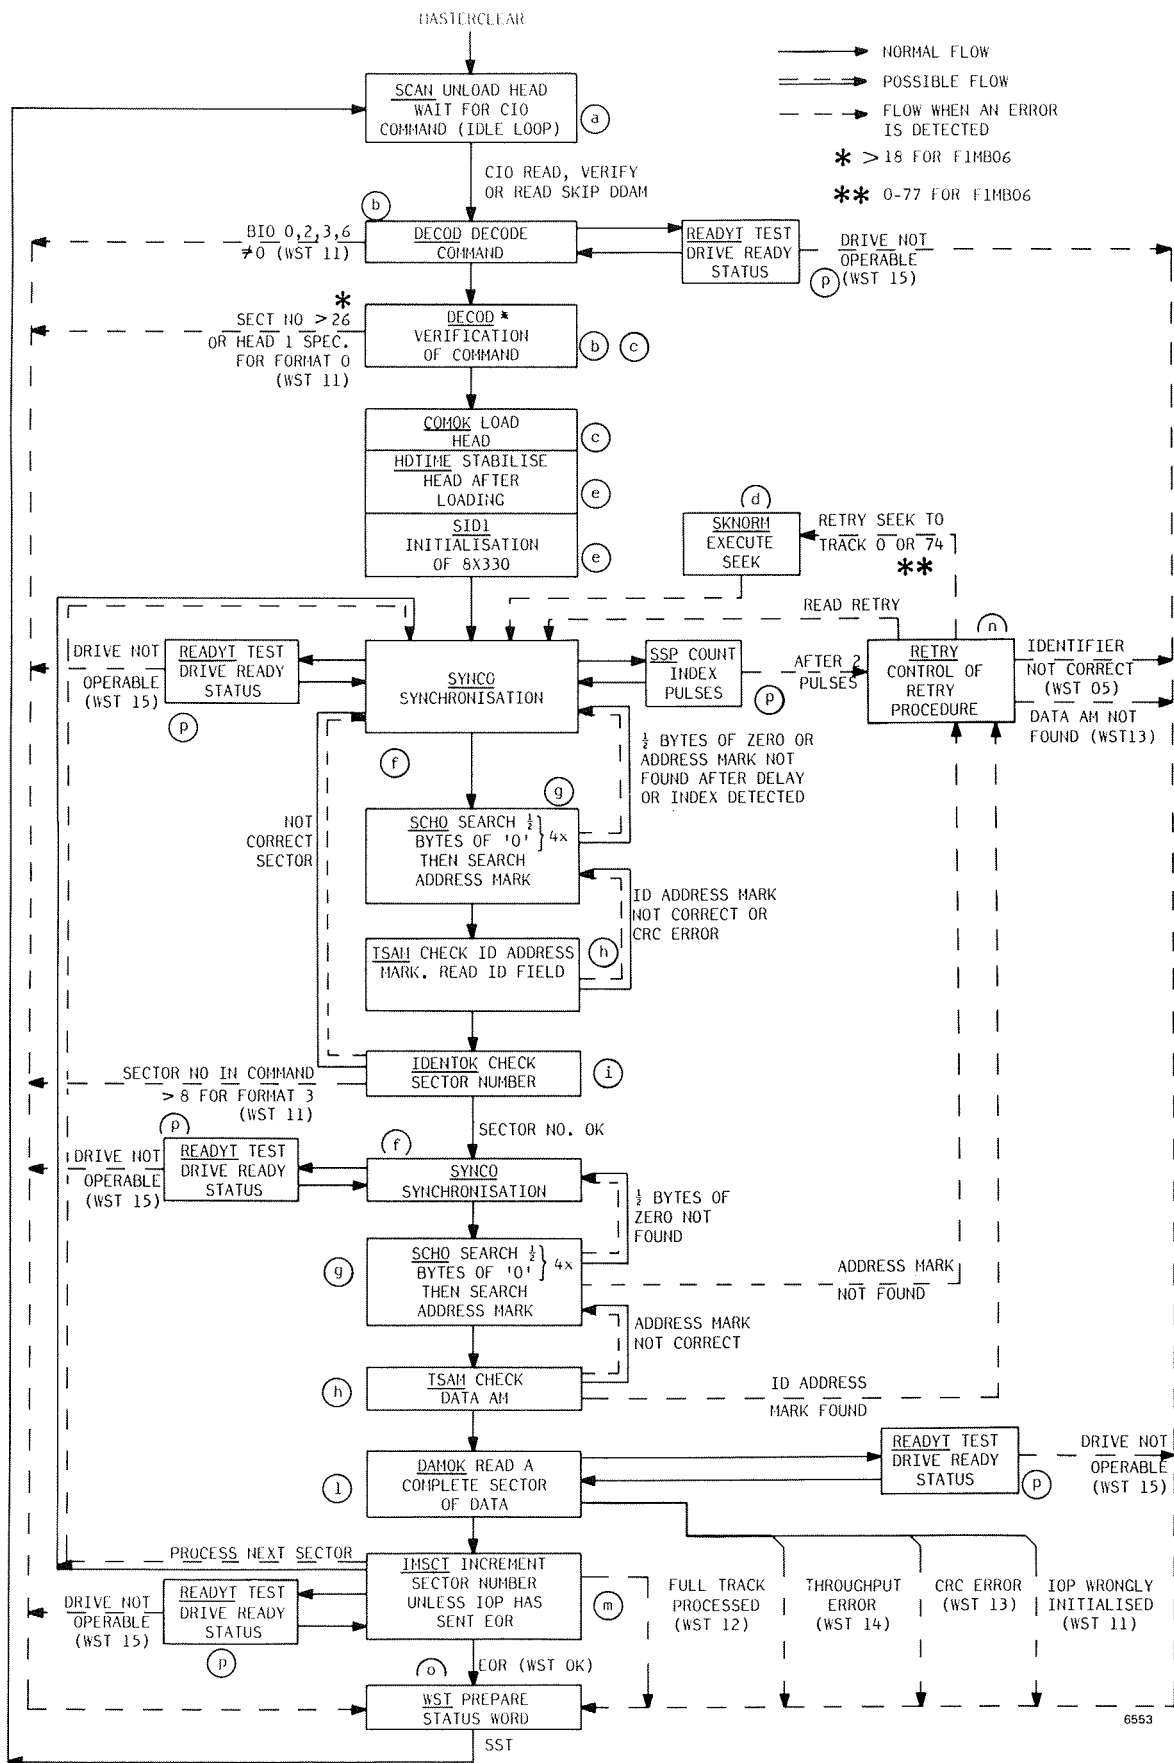 MASTERCLEAR
NORMAL FLOW
POSSIBLE FLOW
FLOW WHEN AN ERROR
IS DETECTED
* >18 FOR F1MB06
** 0-77 FOR F1MB06
SCAN UNLOAD HEAD
WAIT FOR CIO
COMMAND (IDLE LOOP)
a
CIO READ, VERIFY
OR READ SKIP DDAM
b
BIO 0,2,3,6
≠0 (WST 11)
DECOD DECODE
COMMAND
READYT TEST
DRIVE READY
STATUS
p
DRIVE NOT
OPERABLE
(WST 15)
*
SECT NO >26
OR HEAD 1 SPEC.
FOR FORMAT 0
(WST 11)
DECOD *
VERIFICATION
OF COMMAND
b c
COMOK LOAD
HEAD
c
HDTIME STABILISE
HEAD AFTER
LOADING
e
SID1
INITIALISATION
OF 8X330
e
d
SKNORM
EXECUTE
SEEK
RETRY SEEK TO
TRACK 0 OR 74
**
READ RETRY
DRIVE NOT
OPERABLE
(WST 15)
READYT TEST
DRIVE READY
STATUS
p
SYNCO
SYNCHRONISATION
f
SSP COUNT
INDEX
PULSES
p
AFTER 2
PULSES
n
RETRY
CONTROL OF
RETRY
PROCEDURE
IDENTIFIER
NOT CORRECT
(WST 05)
DATA AM NOT
FOUND (WST13)
½ BYTES OF ZERO OR
ADDRESS MARK NOT
FOUND AFTER DELAY
OR INDEX DETECTED
NOT
CORRECT
SECTOR
g
SCHO SEARCH ½
BYTES OF '0' } 4x
THEN SEARCH
ADDRESS MARK
ID ADDRESS MARK
NOT CORRECT OR
CRC ERROR
TSAM CHECK ID ADDRESS
MARK. READ ID FIELD
h
IDENTOK CHECK
SECTOR NUMBER
i
SECTOR NO IN COMMAND
> 8 FOR FORMAT 3
(WST 11)
SECTOR NO. OK
p
DRIVE NOT
OPERABLE
(WST 15)
READYT TEST
DRIVE READY
STATUS
f
SYNCO
SYNCHRONISATION
½ BYTES OF
ZERO NOT
FOUND
g
SCHO SEARCH ½
BYTES OF '0' } 4x
THEN SEARCH
ADDRESS MARK
ADDRESS MARK
NOT FOUND
ADDRESS MARK
NOT CORRECT
h
TSAM CHECK
DATA AM
ID ADDRESS
MARK FOUND
l
DAMOK READ A
COMPLETE SECTOR
OF DATA
READYT TEST
DRIVE READY
STATUS
p
DRIVE NOT
OPERABLE
(WST 15)
PROCESS NEXT SECTOR
DRIVE NOT
OPERABLE
(WST 15)
READYT TEST
DRIVE READY
STATUS
p
IMSCT INCREMENT
SECTOR NUMBER
UNLESS IOP HAS
SENT EOR
m
FULL TRACK
PROCESSED
(WST 12)
THROUGHPUT
ERROR
(WST 14)
CRC ERROR
(WST 13)
IOP WRONGLY
INITIALISED
(WST 11)
o
EOR (WST OK)
WST PREPARE
STATUS WORD
SST
6553